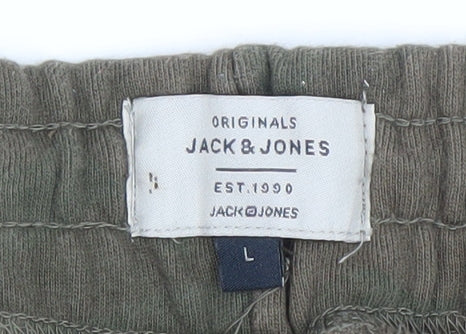 ORIGINALS
JACK & JONES
EST.1990
JACK JONES
L